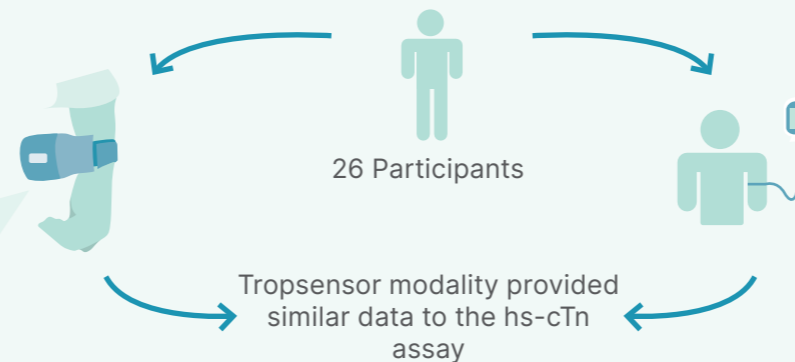 26 Participants
Tropsensor modality provided
similar data to the hs-cTn
assay